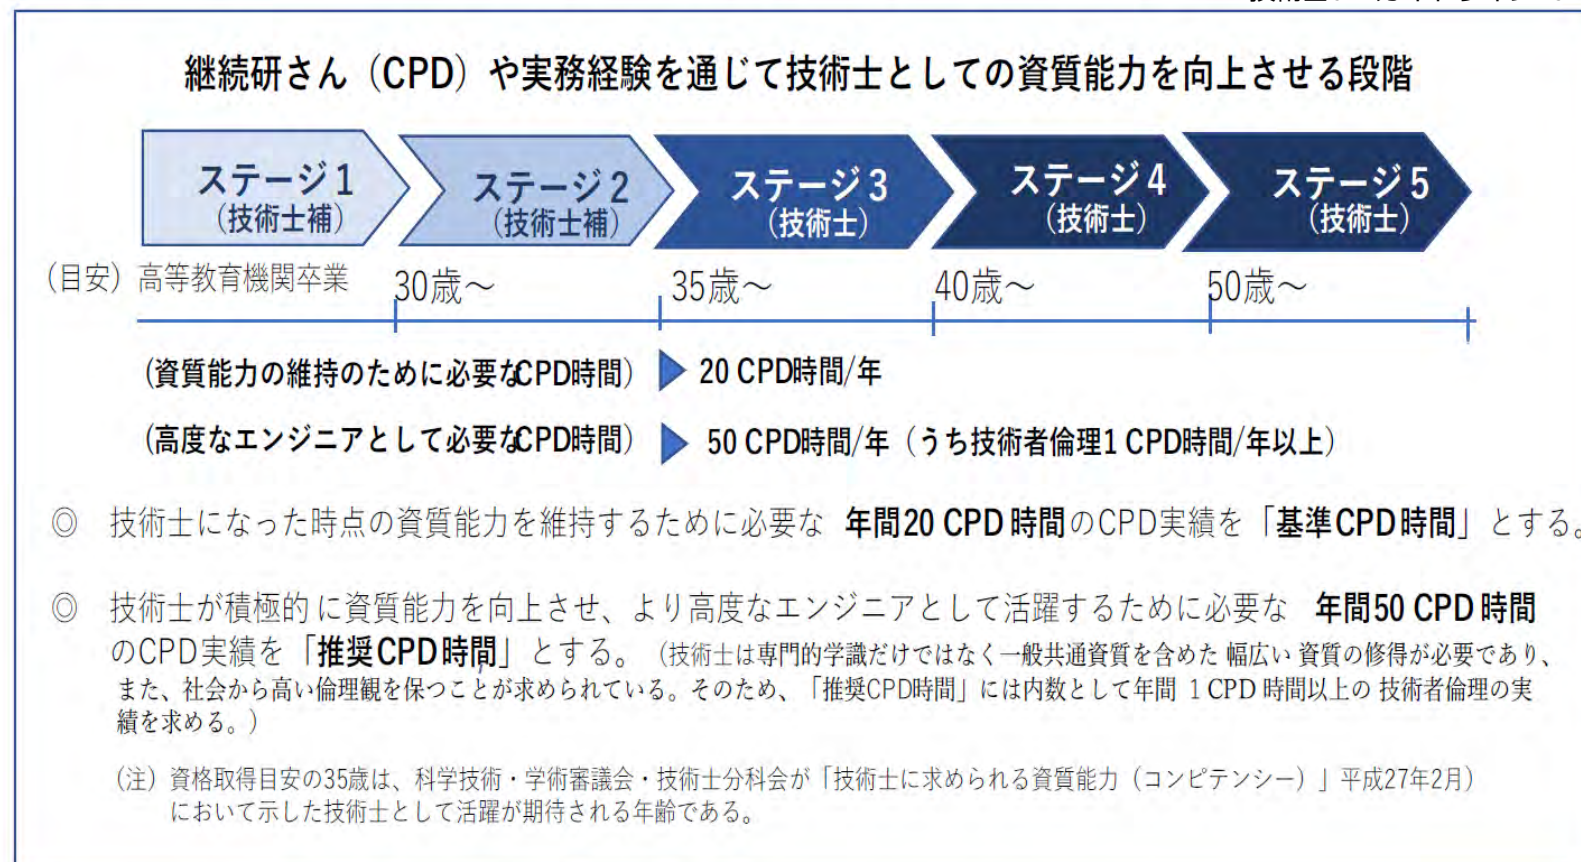 継続研さん（CPD）や実務経験を通じて技術士としての資質能力を向上させる段階
ステージ1
（技術士補）
ステージ2
（技術士補）
ステージ3
（技術士）
ステージ4
（技術士）
ステージ5
（技術士）
（目安）高等教育機関卒業 30歳～ 35歳～ 40歳～ 50歳～
（資質能力の維持のために必要なCPD時間） 20 CPD時間/年
（高度なエンジニアとして必要なCPD時間） 50 CPD時間/年（うち技術者倫理1 CPD時間/年以上）
◎ 技術士になった時点の資質能力を維持するために必要な 年間20 CPD 時間のCPD実績を「基準CPD時間」とする。
◎ 技術士が積極的に資質能力を向上させ、より高度なエンジニアとして活躍するために必要な 年間50 CPD 時間
のCPD実績を「推奨CPD時間」とする。（技術士は専門的学識だけではなく一般共通資質を含めた 幅広い 資質の修得が必要であり、
また、社会から高い倫理観を保つことが求められている。そのため、「推奨CPD時間」には内数として年間 1 CPD 時間以上の 技術者倫理の実
績を求める。）
（注）資格取得目安の35歳は、科学技術・学術審議会・技術士分科会が「技術士に求められる資質能力（コンピテンシー）」平成27年2月）
において示した技術士として活躍が期待される年齢である。